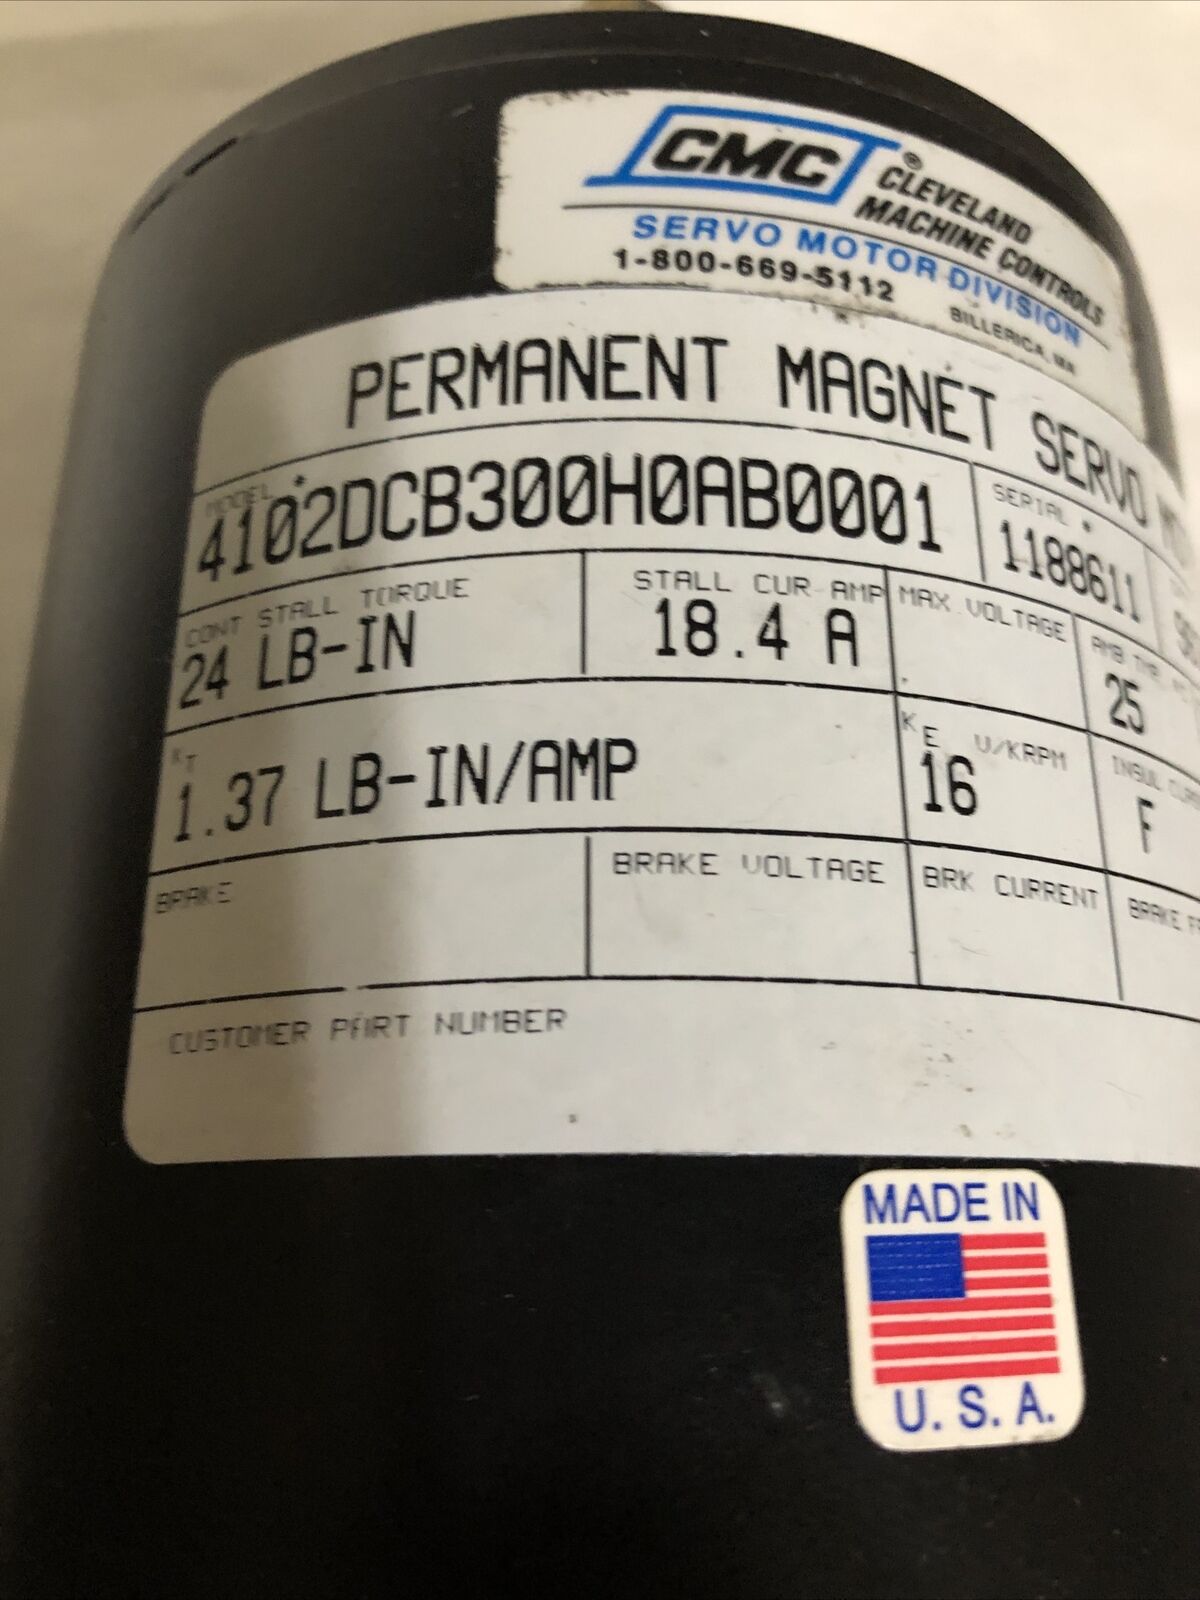 CMC® CLEVELAND
MACHINE CONTROLS
SERVO MOTOR DIVISION
1-800-669-5112
BILLERICA, MA
PERMANENT MAGNET SERVO
MODEL
4102DCB300H0AB0001
SERIAL
1188611
CONT STALL TORQUE
24 LB-IN
STALL CUR AMP
18.4 A
MAX VOLTAGE
25
KT
1.37 LB-IN/AMP
KE V/KRPM
16
INSUL
F
BRAKE
BRAKE VOLTAGE
BRK CURRENT
BRAKE
CUSTOMER PART NUMBER
MADE IN
U. S. A.